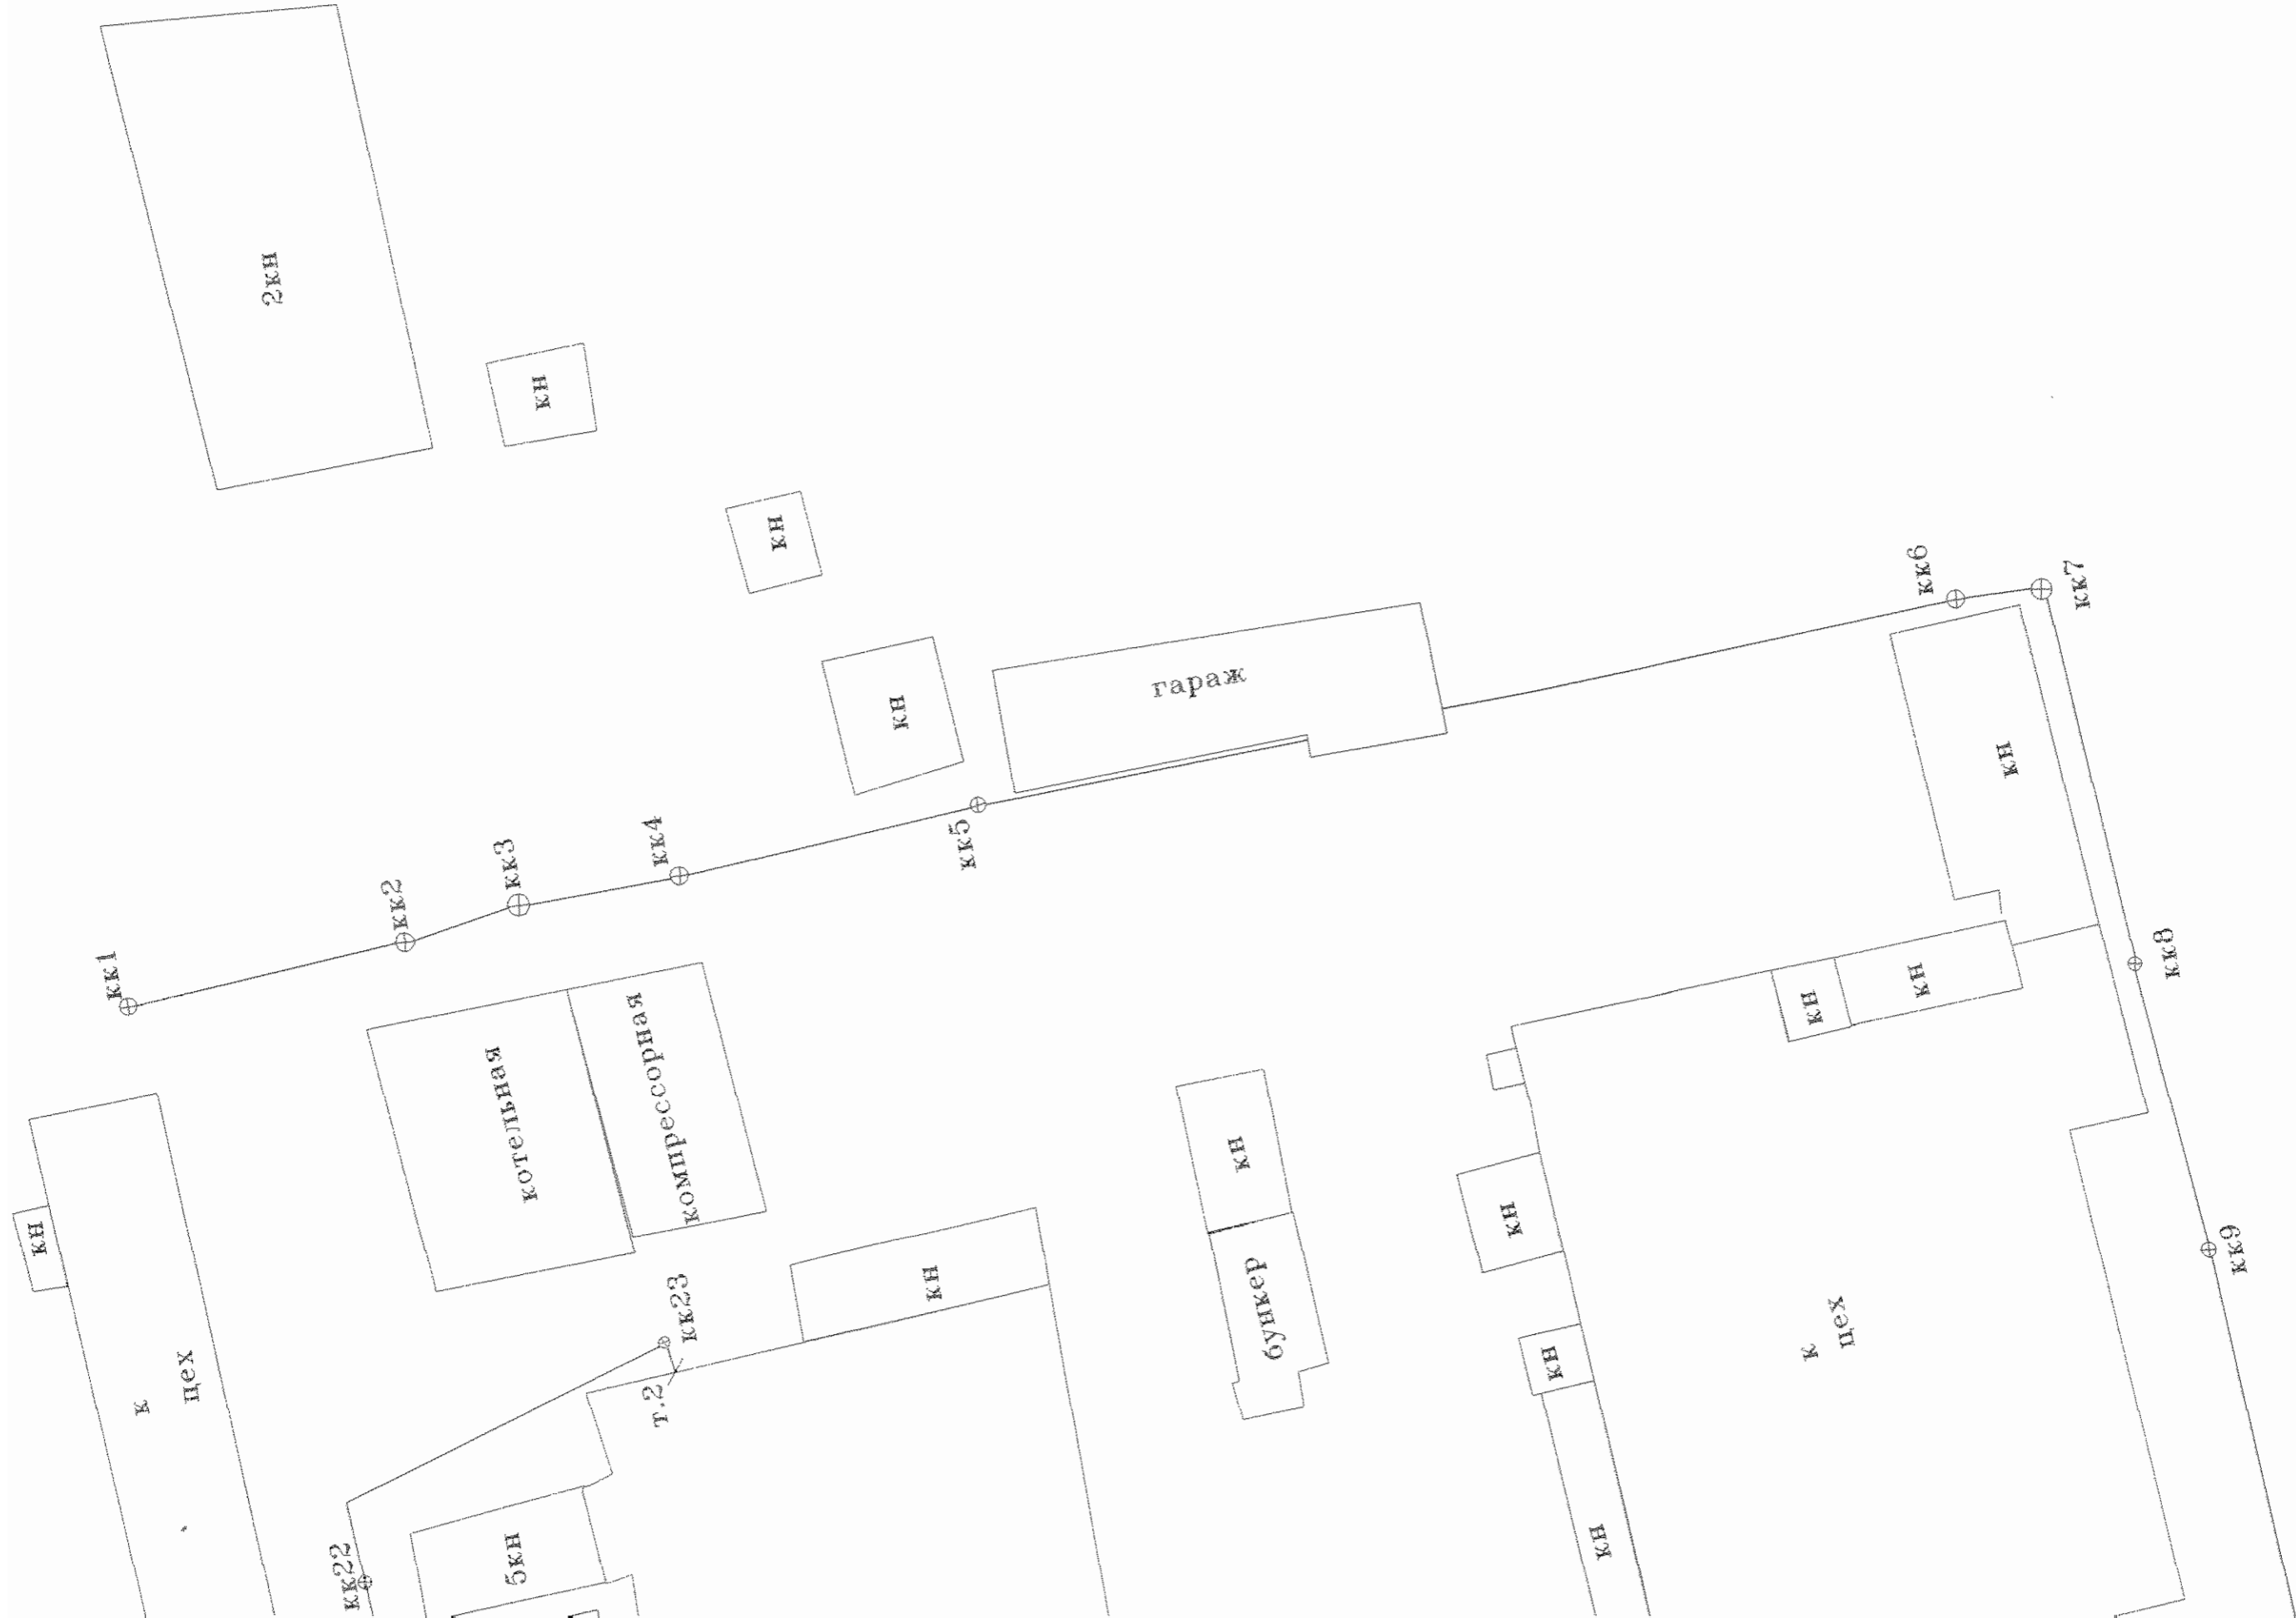 2кн
кн
кн
кн
гараж
кк6
кк7
кн
кк5
кк4
кк3
кк2
кк1
кк8
кн
кн
котельная
компрессорная
кн
кн
кн
бункер
кн
кк9
кк23
т.2
к
цех
к
цех
кн
кн
5кн
кк22